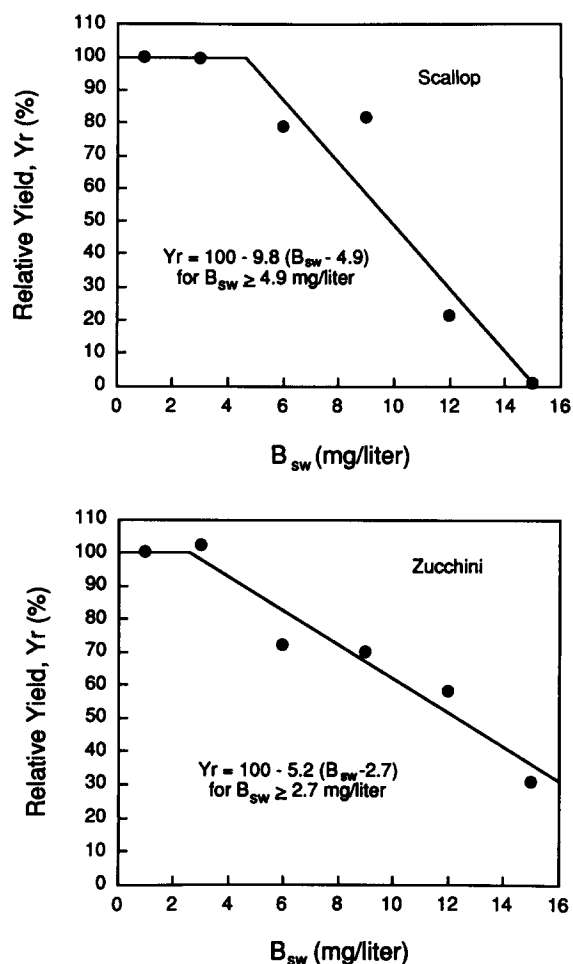 110
100
90
80
70
60
50
40
30
20
10
0
Relative Yield, Yr (%)
Scallop
Yr = 100 - 9.8 (Bsw - 4.9)
for Bsw ≥ 4.9 mg/liter
0 2 4 6 8 10 12 14 16
Bsw (mg/liter)
110
100
90
80
70
60
50
40
30
20
10
0
Relative Yield, Yr (%)
Zucchini
Yr = 100 - 5.2 (Bsw-2.7)
for Bsw ≥ 2.7 mg/liter
0 2 4 6 8 10 12 14 16
Bsw (mg/liter)